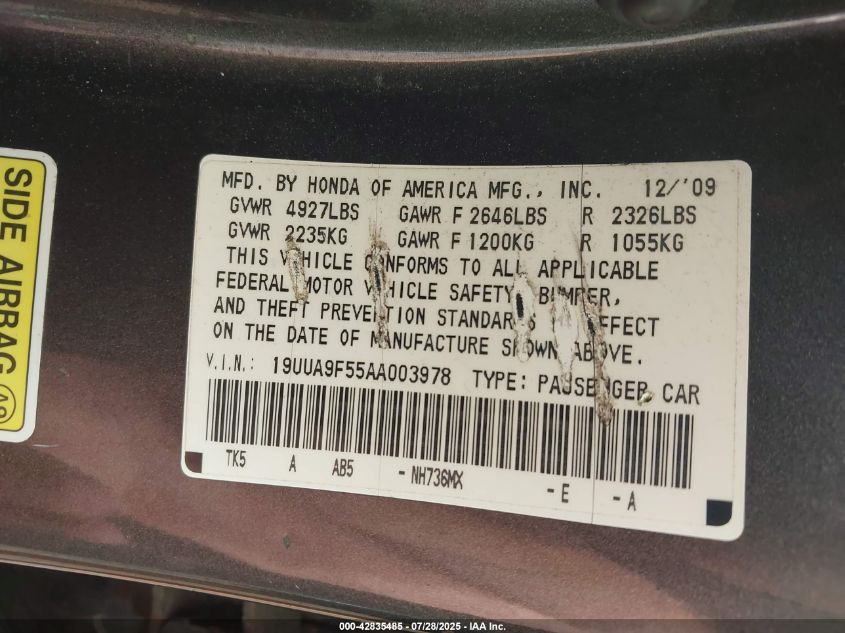 SIDE AIRBAG
MFD. BY HONDA OF AMERICA MFG., INC. 12/'09
GVWR 4927LBS GAWR F 2646LBS R 2326LBS
GVWR 2235KG GAWR F 1200KG R 1055KG
THIS VEHICLE CONFORMS TO ALL APPLICABLE
FEDERAL MOTOR VEHICLE SAFETY, BUMPER,
AND THEFT PREVENTION STANDARDS EFFECT
ON THE DATE OF MANUFACTURE SHOWN ABOVE.
V.I.N.: 19UUA9F55AA003978 TYPE: PASSENGER CAR
TK5 A AB5 -NH736MX -E -A
000-42835485 - 07/28/2025 - IAA Inc.